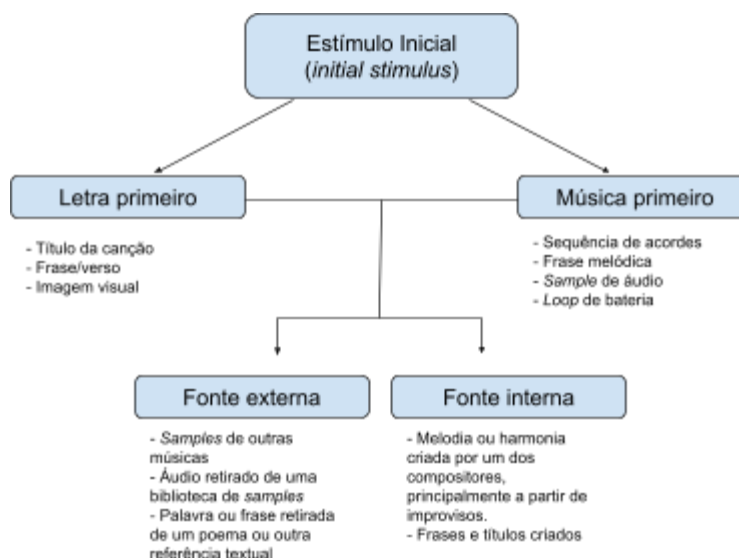 Estímulo Inicial
(initial stimulus)
Letra primeiro
- Título da canção
- Frase/verso
- Imagem visual
Música primeiro
- Sequência de acordes
- Frase melódica
- Sample de áudio
- Loop de bateria
Fonte externa
- Samples de outras
músicas
- Áudio retirado de uma
biblioteca de samples
- Palavra ou frase retirada
de um poema ou outra
referência textual
Fonte interna
- Melodia ou harmonia
criada por um dos
compositores,
principalmente a partir de
improvisos.
- Frases e títulos criados